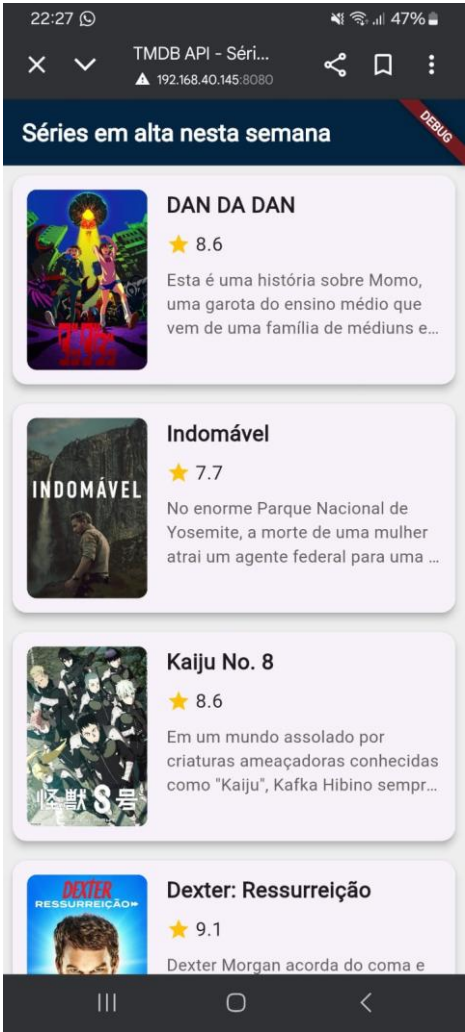 22:27
47%
TMDB API - Séri...
192.168.40.145:8080
Séries em alta nesta semana
DEBUG
DAN DA DAN
8.6
Esta é uma história sobre Momo,
uma garota do ensino médio que
vem de uma família de médiuns e...
INDOMÁVEL
Indomável
7.7
No enorme Parque Nacional de
Yosemite, a morte de uma mulher
atrai um agente federal para uma ...
怪獣8号
Kaiju No. 8
8.6
Em um mundo assolado por
criaturas ameaçadoras conhecidas
como "Kaiju", Kafka Hibino sempr...
DEXTER
RESSURREIÇÃO
Dexter: Ressurreição
9.1
Dexter Morgan acorda do coma e